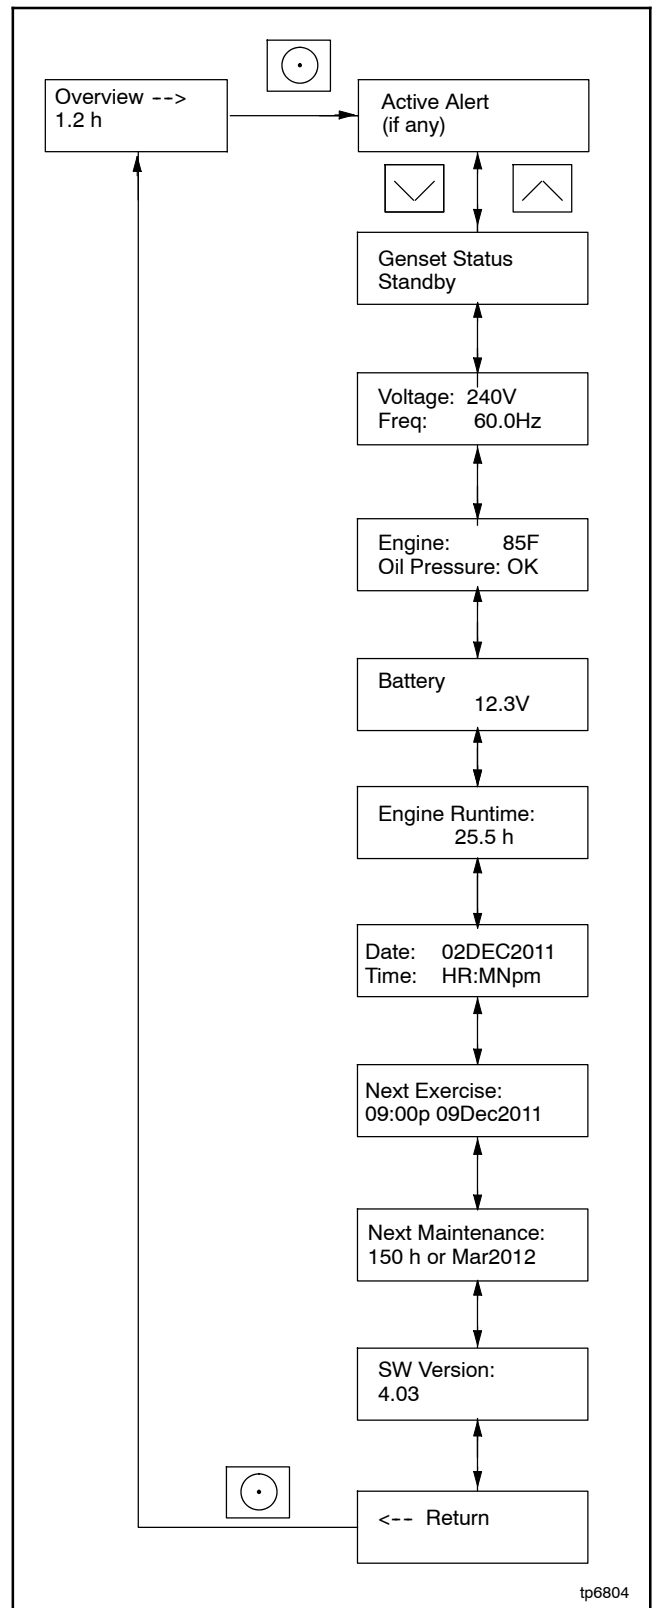 Overview -->
1.2 h
Active Alert
(if any)
Genset Status
Standby
Voltage: 240V
Freq: 60.0Hz
Engine: 85F
Oil Pressure: OK
Battery
12.3V
Engine Runtime:
25.5 h
Date: 02DEC2011
Time: HR:MNpm
Next Exercise:
09:00p 09Dec2011
Next Maintenance:
150 h or Mar2012
SW Version:
4.03
<-- Return
tp6804